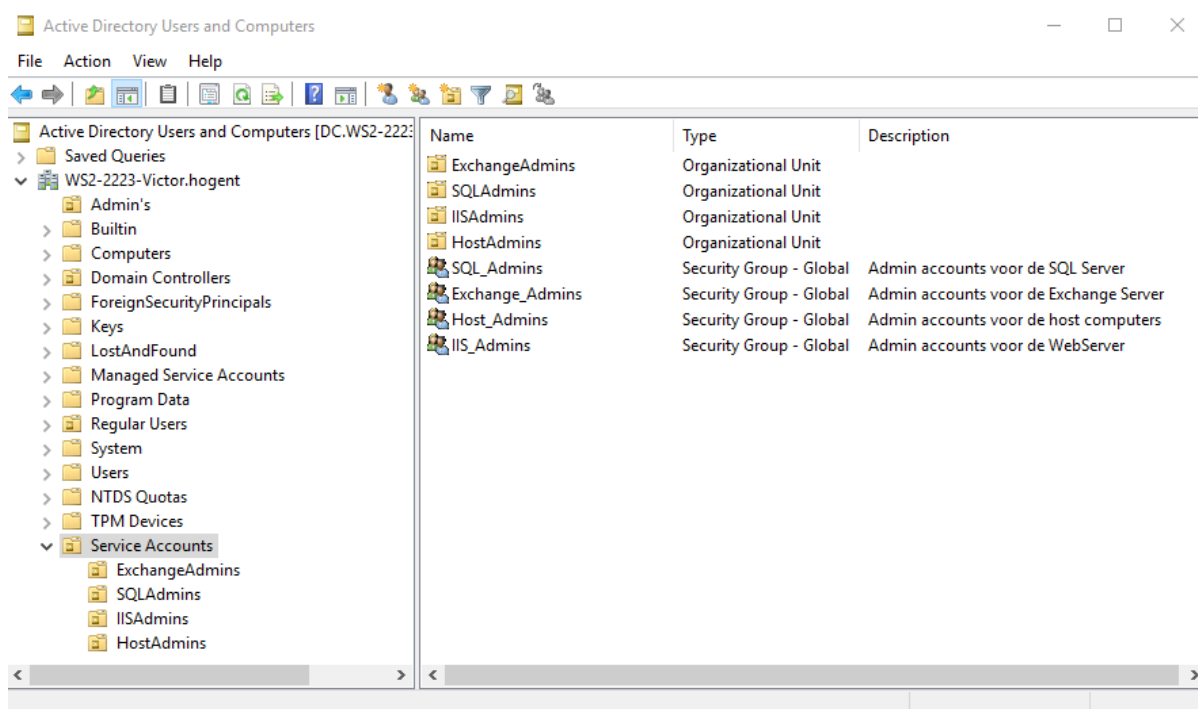 Active Directory Users and Computers
File Action View Help
Active Directory Users and Computers [DC.WS2-2223
Saved Queries
WS2-2223-Victor.hogent
Admin's
Builtin
Computers
Domain Controllers
ForeignSecurityPrincipals
Keys
LostAndFound
Managed Service Accounts
Program Data
Regular Users
System
Users
NTDS Quotas
TPM Devices
Service Accounts
ExchangeAdmins
SQLAdmins
IISAdmins
HostAdmins
Name Type Description
ExchangeAdmins Organizational Unit
SQLAdmins Organizational Unit
IISAdmins Organizational Unit
HostAdmins Organizational Unit
SQL_Admins Security Group - Global Admin accounts voor de SQL Server
Exchange_Admins Security Group - Global Admin accounts voor de Exchange Server
Host_Admins Security Group - Global Admin accounts voor de host computers
IIS_Admins Security Group - Global Admin accounts voor de WebServer